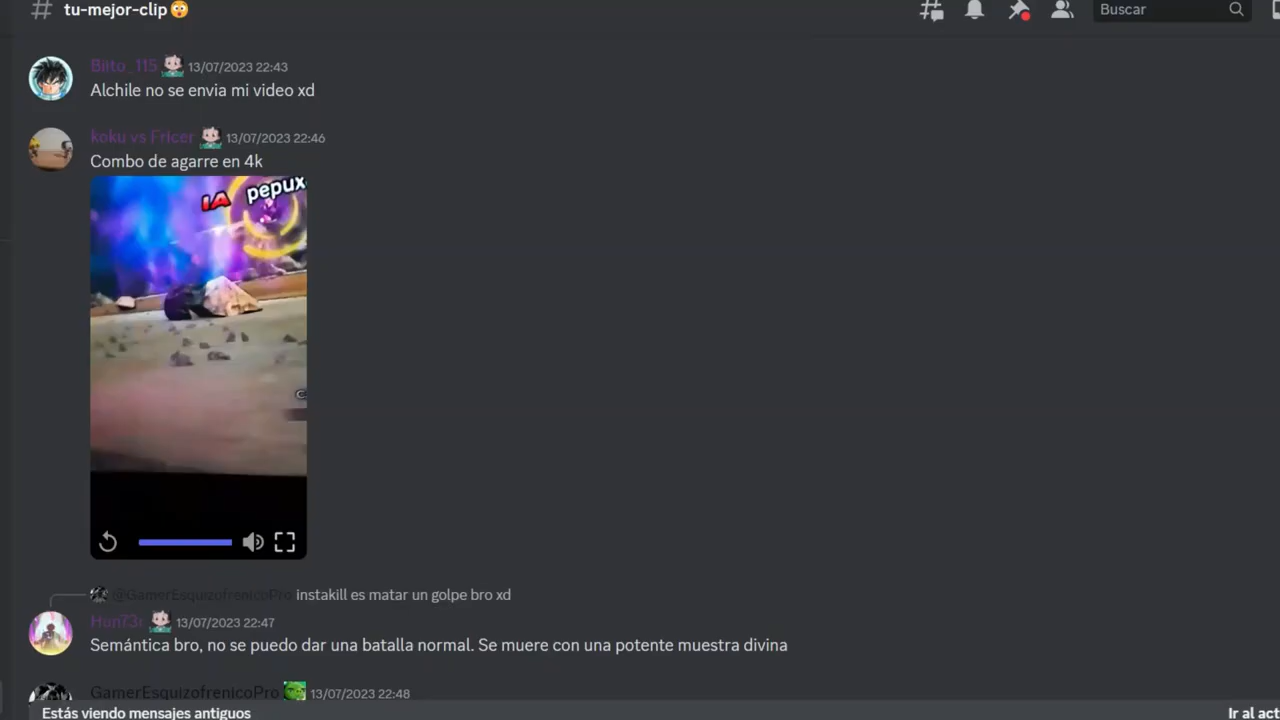 # tu-mejor-clip
Buscar
Biito_115 13/07/2023 22:43
Alchile no se envia mi video xd
koku vs Fricer 13/07/2023 22:46
Combo de agarre en 4k
IA pepux
@GamerEsquizofrenicoPro instakill es matar un golpe bro xd
Hun73r 13/07/2023 22:47
Semántica bro, no se puedo dar una batalla normal. Se muere con una potente muestra divina
GamerEsquizofrenicoPro 13/07/2023 22:48
Estás viendo mensajes antiguos
Ir al act